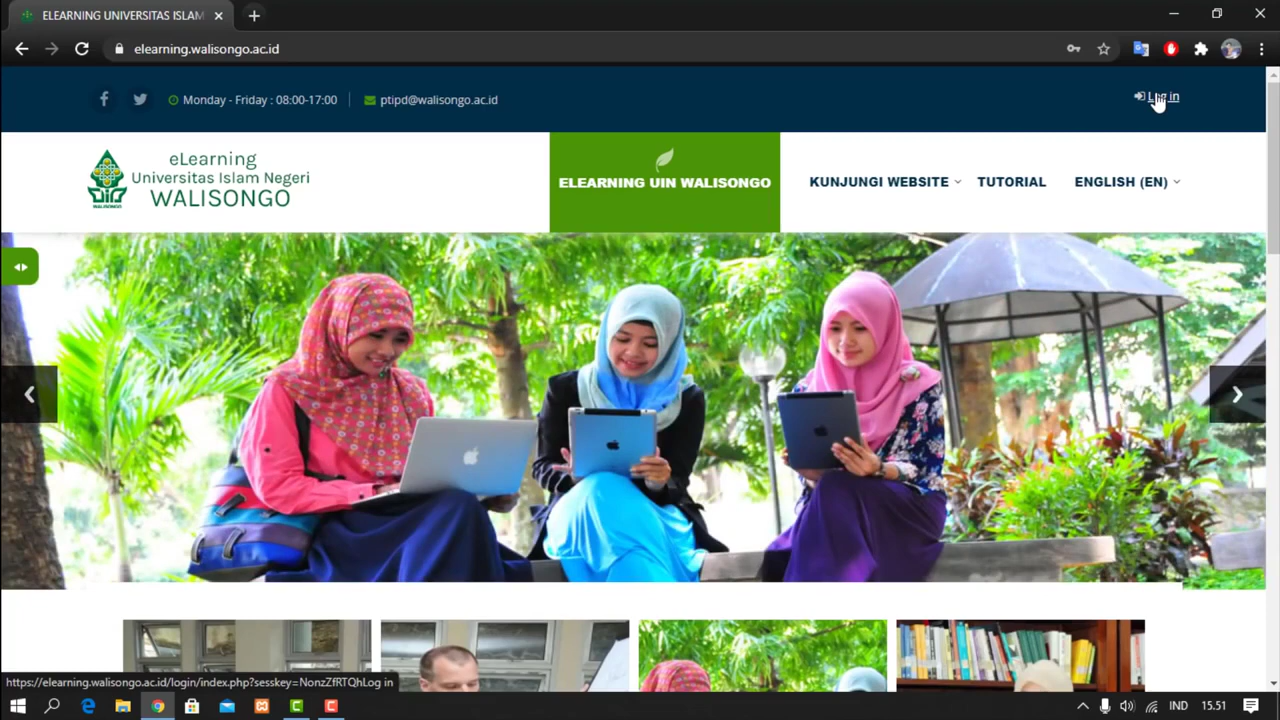 ELEARNING UNIVERSITAS ISLAM
elearning.walisongo.ac.id
Monday - Friday : 08:00-17:00
ptipd@walisongo.ac.id
Log in
eLearning
Universitas Islam Negeri
WALISONGO
ELEARNING UIN WALISONGO
KUNJUNGI WEBSITE
TUTORIAL
ENGLISH (EN)
https://elearning.walisongo.ac.id/login/index.php?sesskey=NonzZfRTQhLog in
IND
15.51